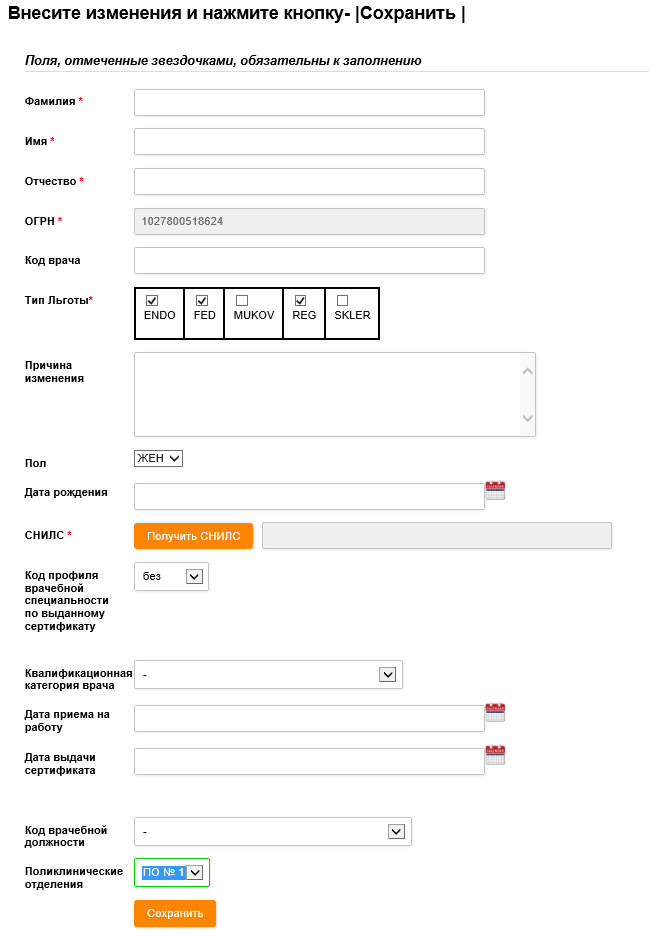 Внесите изменения и нажмите кнопку- |Сохранить |
Поля, отмеченные звездочками, обязательны к заполнению
Фамилия *
Имя *
Отчество *
ОГРН * 1027800518624
Код врача
Тип Льготы*
ENDO FED MUKOV REG SKLER
Причина
изменения
Пол ЖЕН
Дата рождения
СНИЛС * Получить СНИЛС
Код профиля
врачебной
специальности
по выданному
сертификату
без
Квалификационная
категория врача
-
Дата приема на
работу
Дата выдачи
сертификата
Код врачебной
должности
-
Поликлинические
отделения
ПО № 1
Сохранить